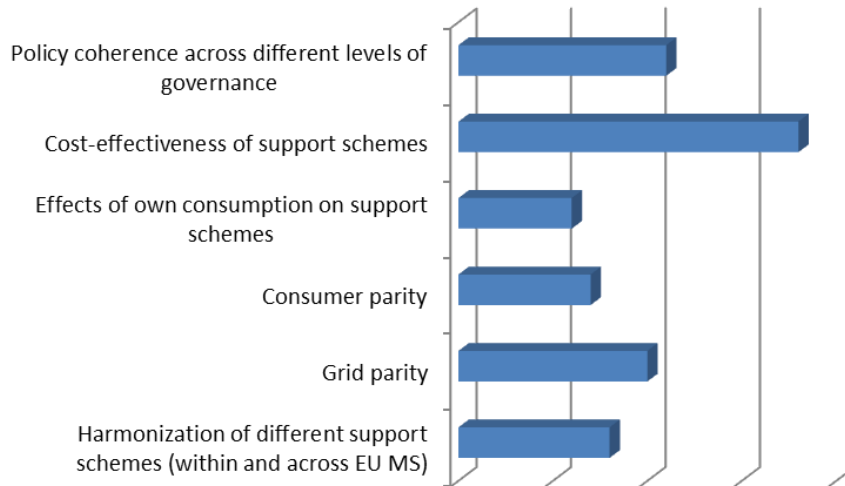 Policy coherence across different levels of
governance
Cost-effectiveness of support schemes
Effects of own consumption on support
schemes
Consumer parity
Grid parity
Harmonization of different support
schemes (within and across EU MS)